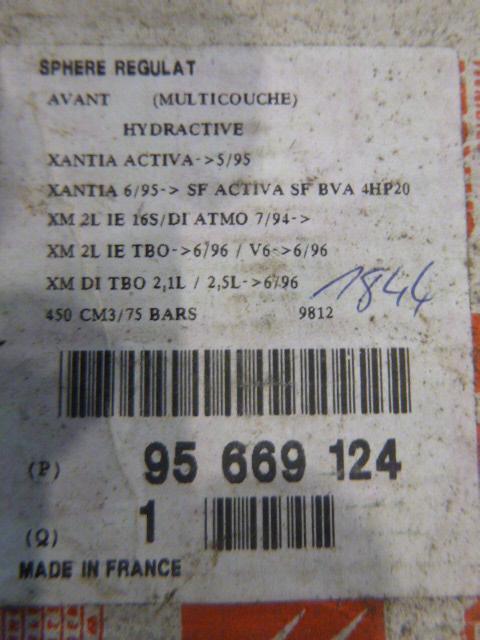 SPHERE REGULAT
AVANT (MULTICOUCHE)
HYDRACTIVE
XANTIA ACTIVA->5/95
XANTIA 6/95-> SF ACTIVA SF BVA 4HP20
XM 2L IE 16S/DI ATMO 7/94->
XM 2L IE TBO->6/96 / V6->6/96
XM DI TBO 2,1L / 2,5L->6/96
1844
450 CM3/75 BARS 9812
(P) 95 669 124
(Q) 1
MADE IN FRANCE